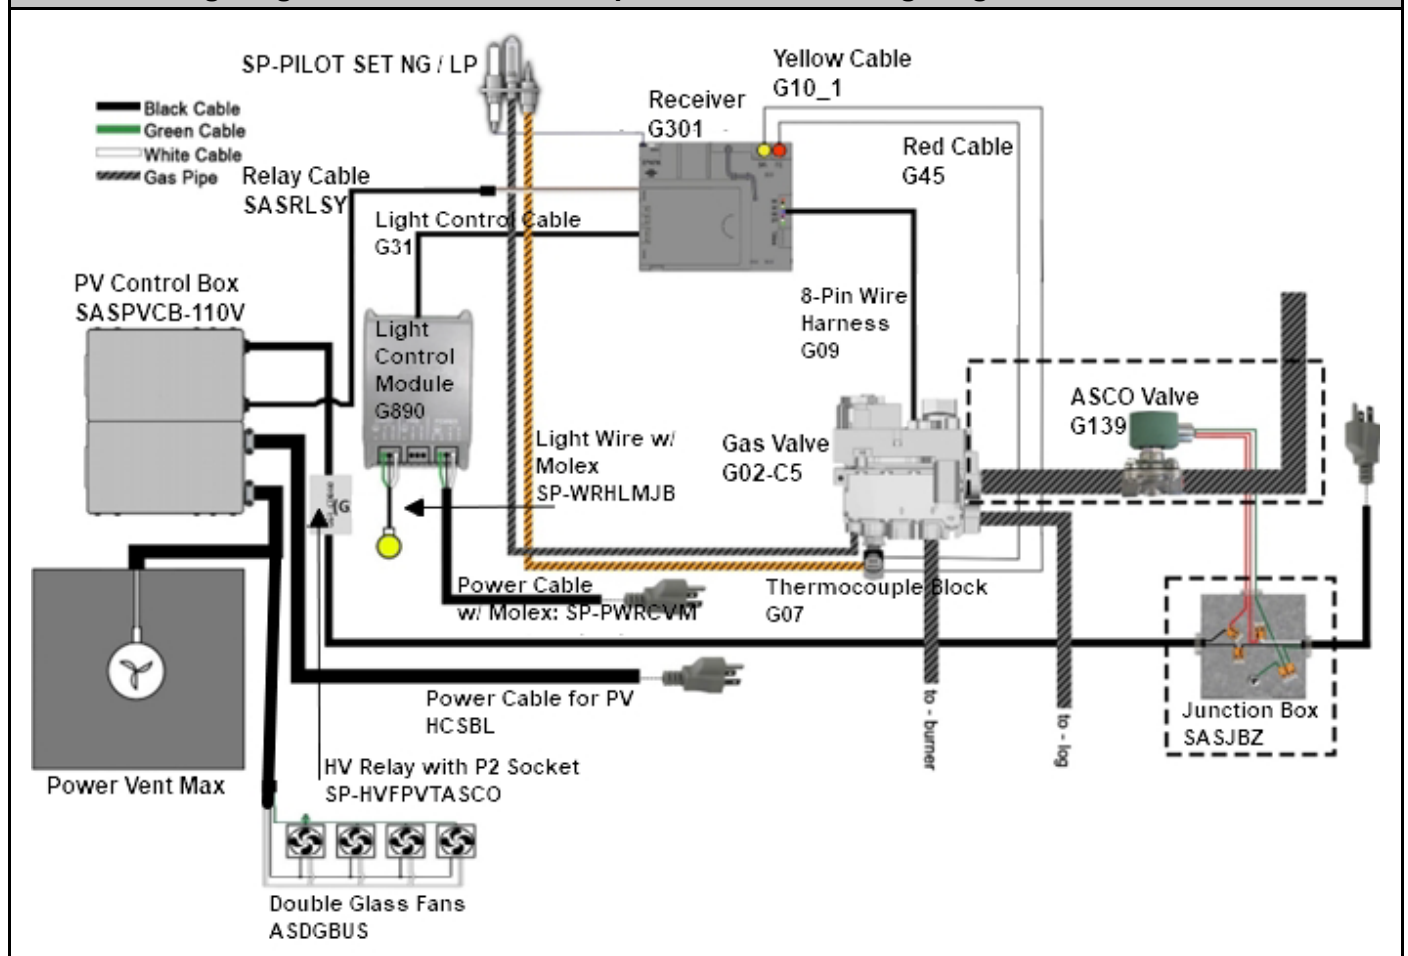 SP-PILOT SET NG / LP
Yellow Cable
G10_1
Receiver
G301
Black Cable
Green Cable
White Cable
Gas Pipe
Red Cable
G45
Relay Cable
SASRLSY
Light Control Cable
G31
PV Control Box
SASPVCB-110V
8-Pin Wire
Harness
G09
Light
Control
Module
G890
ASCO Valve
G139
Light Wire w/
Molex
SP-WRHLMJB
Gas Valve
G02-C5
Power Cable
w/ Molex: SP-PWRCVM
Thermocouple Block
G07
Power Cable for PV
HCSBL
to - burner
to - log
Junction Box
SASJBZ
HV Relay with P2 Socket
SP-HVFPVTASCO
Power Vent Max
Double Glass Fans
ASDGBUS